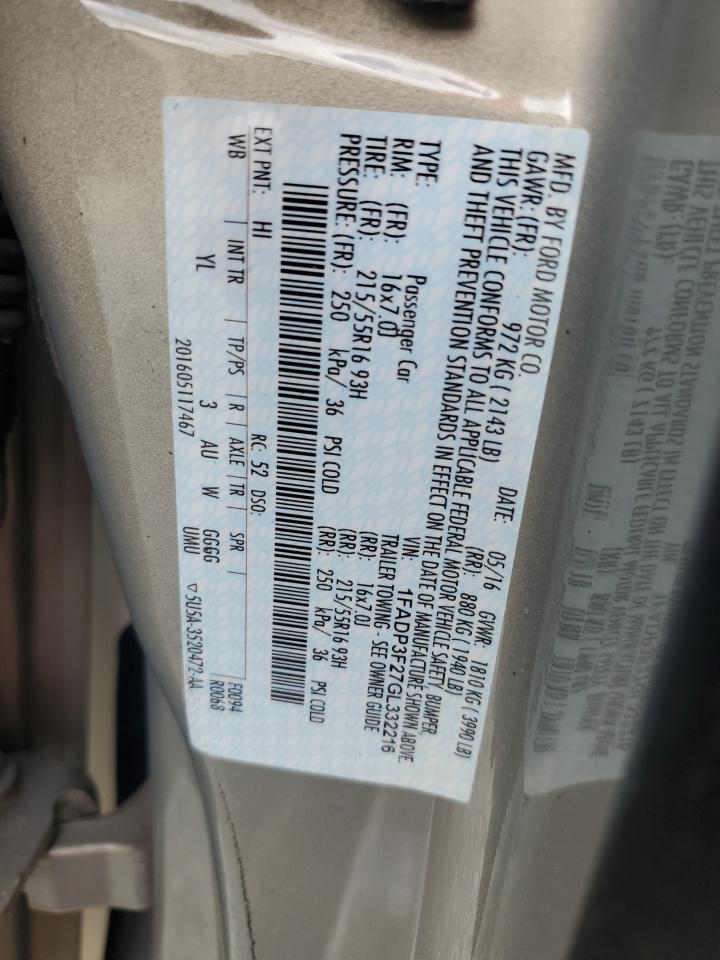 MFD. BY FORD MOTOR CO. DATE: 05/16 GVWR: 1810 KG ( 3990 LB)
GAWR: (FR): 972 KG ( 2143 LB) (RR): 880 KG ( 1940 LB)
THIS VEHICLE CONFORMS TO ALL APPLICABLE FEDERAL MOTOR VEHICLE SAFETY, BUMPER,
AND THEFT PREVENTION STANDARDS IN EFFECT ON THE DATE OF MANUFACTURE SHOWN ABOVE.
VIN: 1FADP3F27GL332216
TYPE: Passenger Car TRAILER TOWING - SEE OWNER GUIDE
RIM: (FR): 16x7.0J (RR): 16x7.0J
TIRE: (FR): 215/55R16 93H (RR): 215/55R16 93H
PRESSURE: (FR): 250 kPa/ 36 PSI COLD (RR): 250 kPa/ 36 PSI COLD
EXT PNT: HI RC: 52 DSO: F0094
R0068
WB INT TR TP/PS R AXLE TR SPR
YL 3 AU W GGGG ▽5U5A-3520472-AA
201605117467 UMU